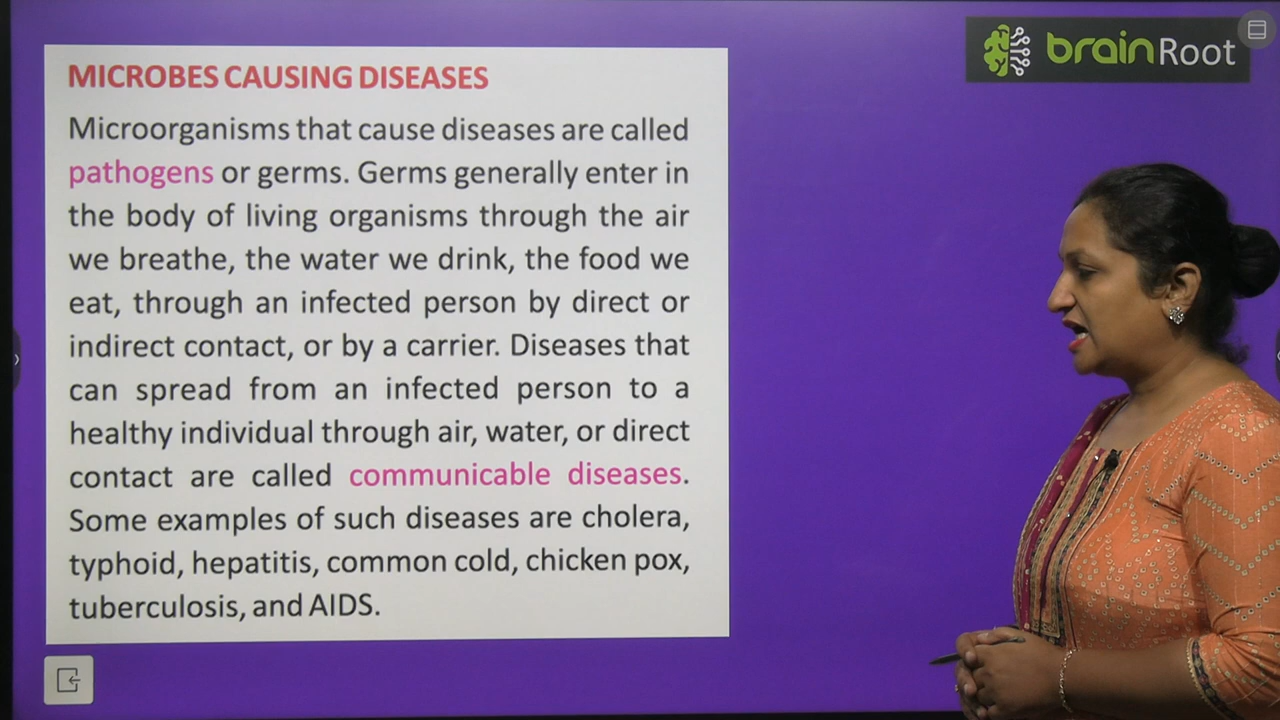 brainRoot
MICROBES CAUSING DISEASES
Microorganisms that cause diseases are called
pathogens or germs. Germs generally enter in
the body of living organisms through the air
we breathe, the water we drink, the food we
eat, through an infected person by direct or
indirect contact, or by a carrier. Diseases that
can spread from an infected person to a
healthy individual through air, water, or direct
contact are called communicable diseases.
Some examples of such diseases are cholera,
typhoid, hepatitis, common cold, chicken pox,
tuberculosis, and AIDS.